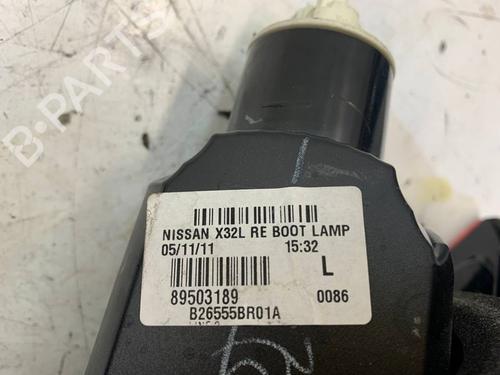 B-PARTS
NISSAN X32L RE BOOT LAMP
05/11/11 15:32
L
89503189 0086
B26555BR01A